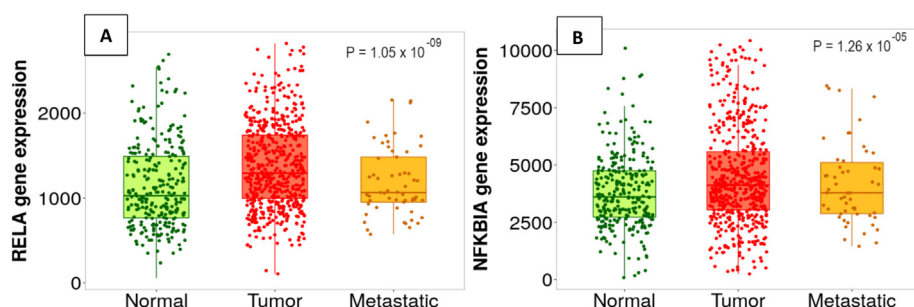 A
P = 1.05 x 10^-09
RELA gene expression
2000
1000
0
Normal Tumor Metastatic
B
P = 1.26 x 10^-05
NFKBIA gene expression
10000
7500
5000
2500
0
Normal Tumor Metastatic